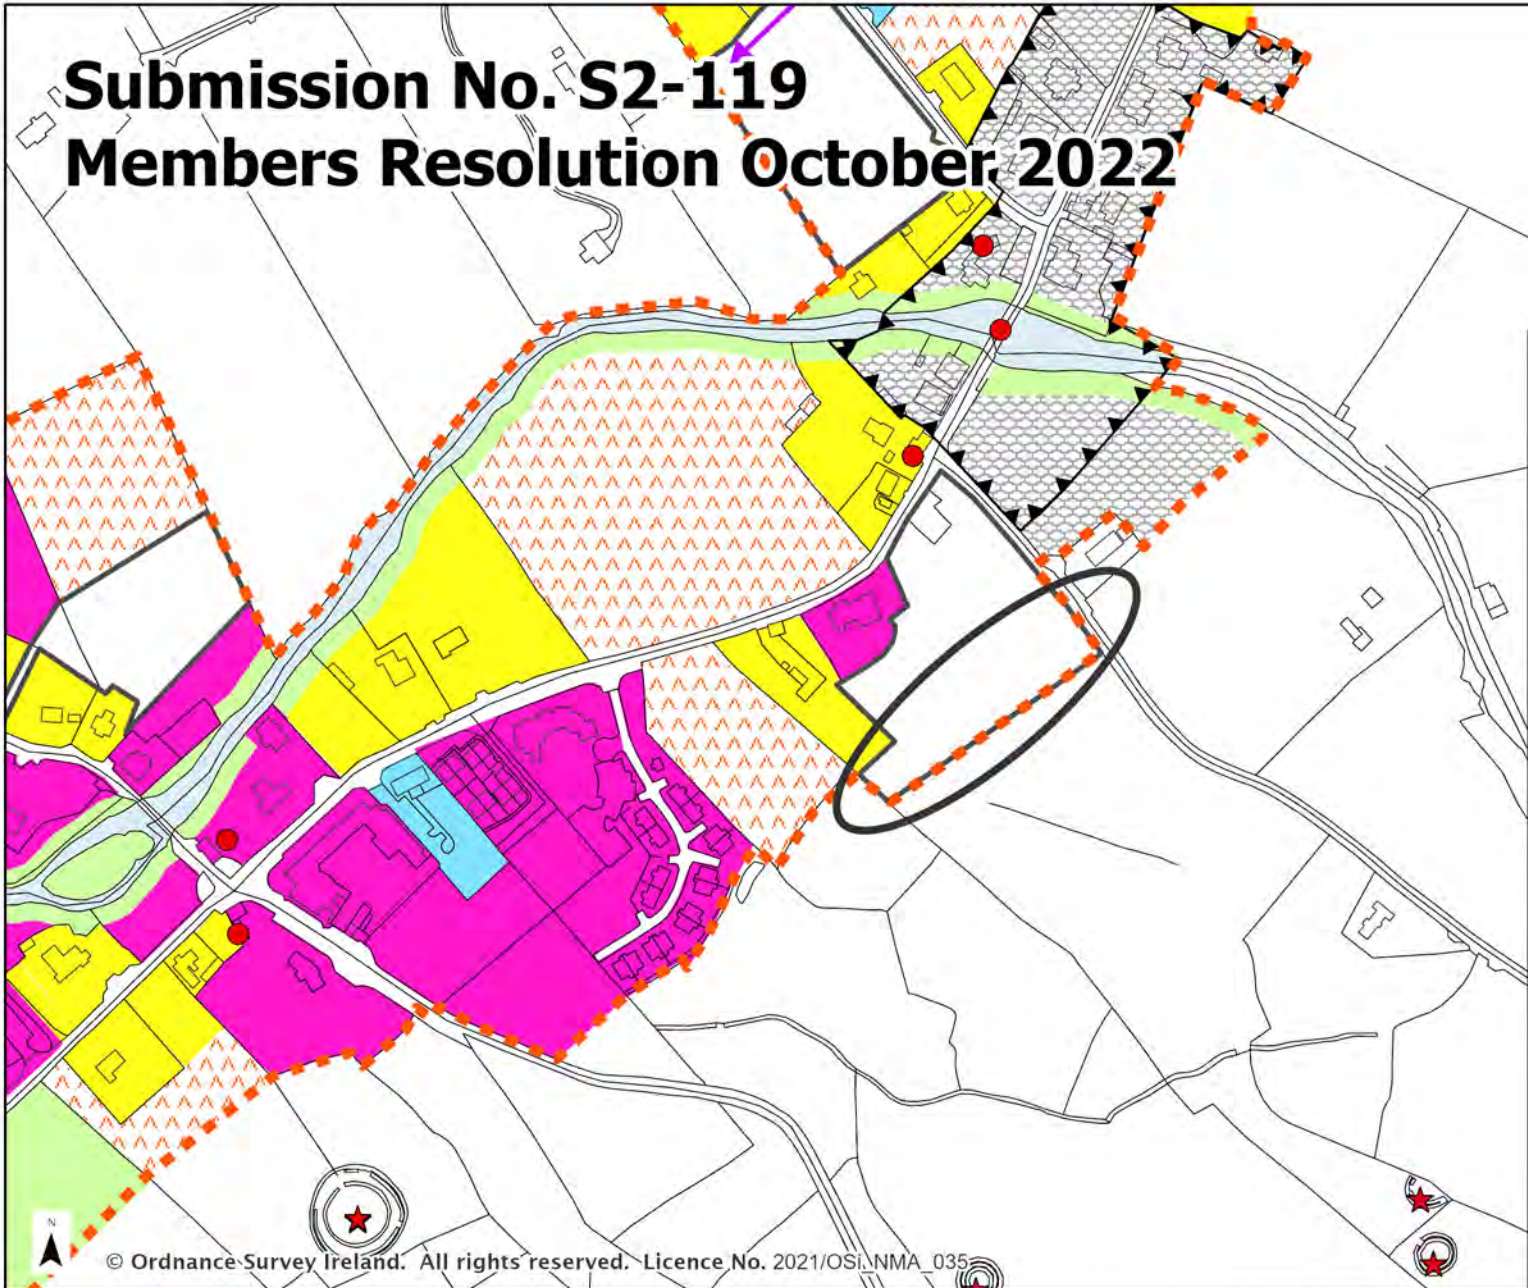 Submission No. S2-119
Members Resolution October 2022
N
© Ordnance Survey Ireland. All rights reserved. Licence No. 2021/OSi_NMA_035